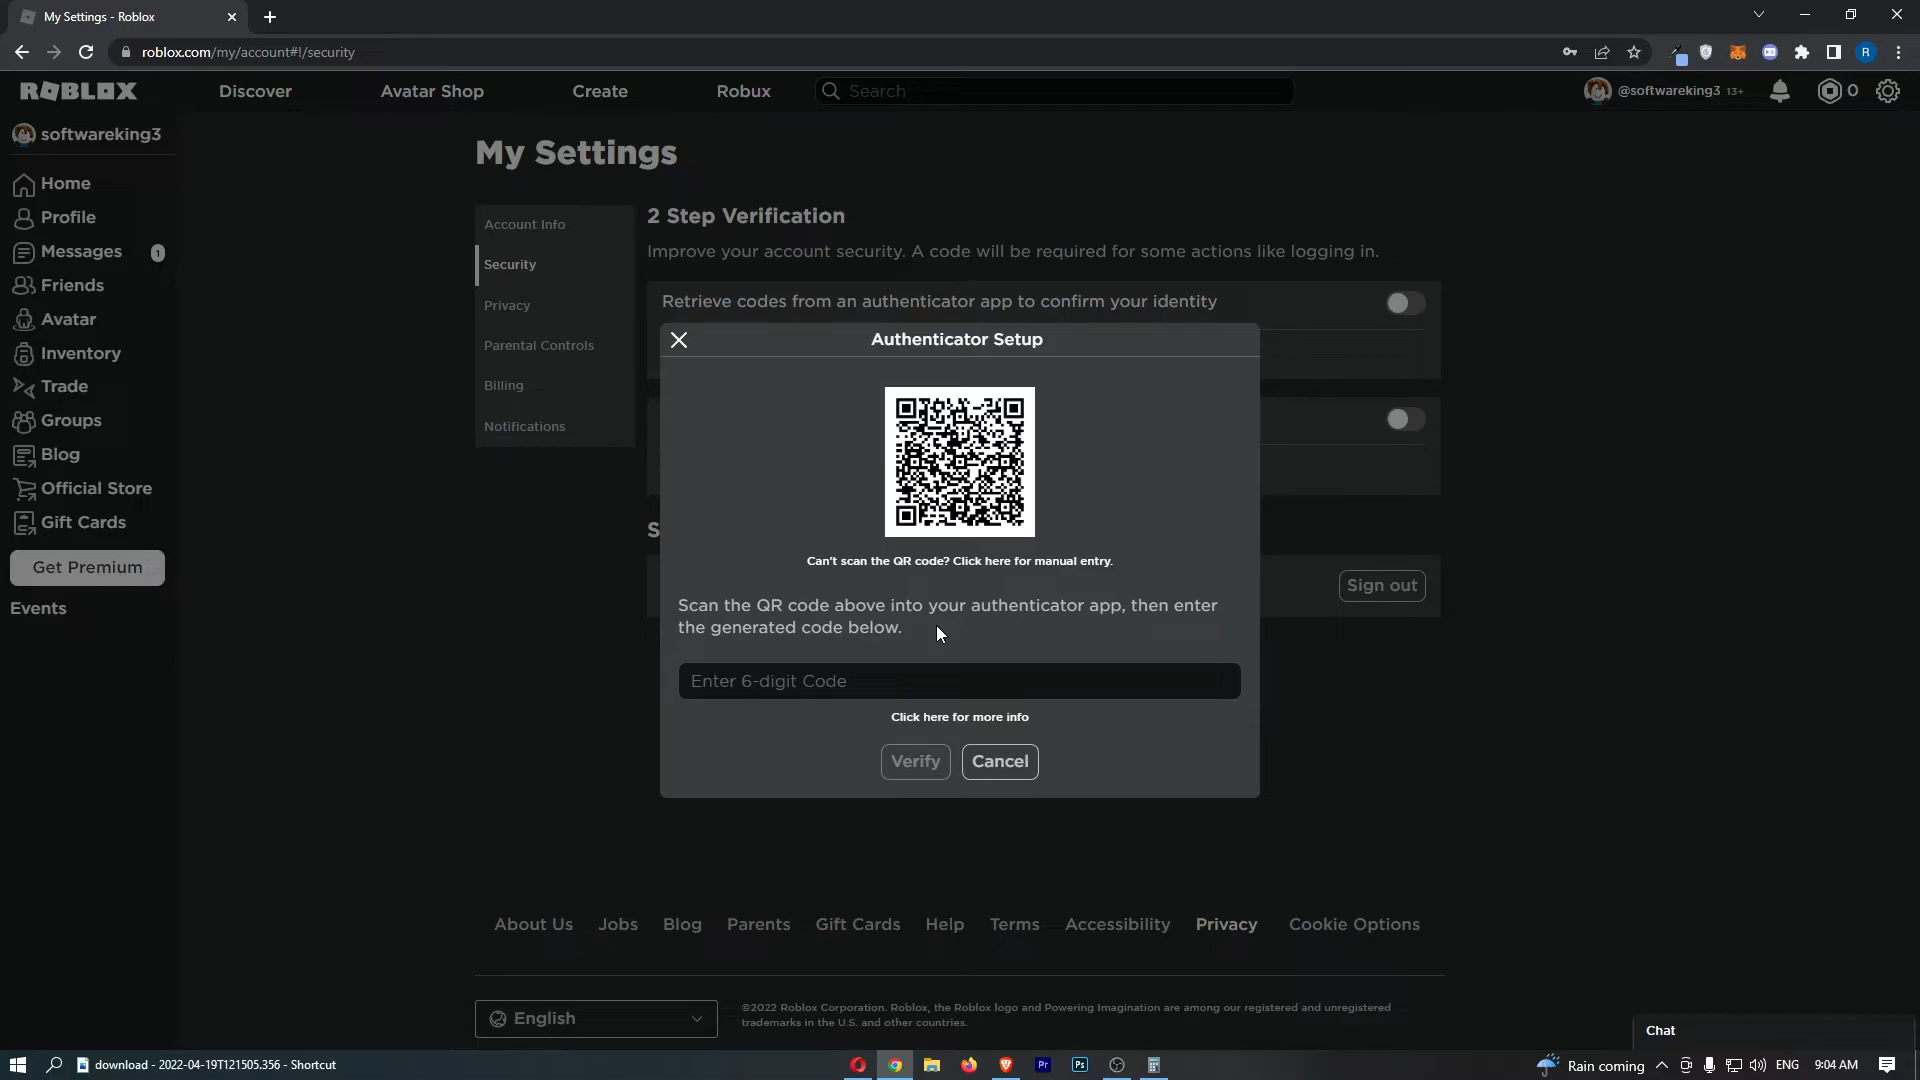 My Settings - Roblox
roblox.com/my/account#!/security
R
ROBLOX
Discover
Avatar Shop
Create
Robux
Search
@softwareking3 13+
0
softwareking3
Home
Profile
Messages
1
Friends
Avatar
Inventory
Trade
Groups
Blog
Official Store
Gift Cards
Get Premium
Events
My Settings
Account Info
Security
Privacy
Parental Controls
Billing
Notifications
2 Step Verification
Improve your account security. A code will be required for some actions like logging in.
Retrieve codes from an authenticator app to confirm your identity
S
Sign out
Authenticator Setup
Can't scan the QR code? Click here for manual entry.
Scan the QR code above into your authenticator app, then enter
the generated code below.
Enter 6-digit Code
Click here for more info
Verify
Cancel
About Us
Jobs
Blog
Parents
Gift Cards
Help
Terms
Accessibility
Privacy
Cookie Options
English
©2022 Roblox Corporation. Roblox, the Roblox logo and Powering Imagination are among our registered and unregistered
trademarks in the U.S. and other countries.
Chat
download - 2022-04-19T121505.356 - Shortcut
Pr
Ps
Rain coming
ENG
9:04 AM